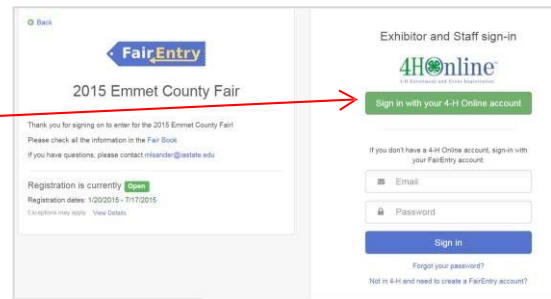 Back
FairEntry
2015 Emmet County Fair
Thank you for signing on to enter for the 2015 Emmet County Fair!
Please check all the information in the Fair Book
If you have questions, please contact mlsander@iastate.edu
Registration is currently Open
Registration dates: 1/20/2015 - 7/17/2015
Exceptions may apply View Details
Exhibitor and Staff sign-in
4HOnline
4-H Enrollment and Event Registration
Sign in with your 4-H Online account
If you don't have a 4-H Online account, sign-in with
your FairEntry account:
Email
Password
Sign in
Forgot your password?
Not in 4-H and need to create a FairEntry account?